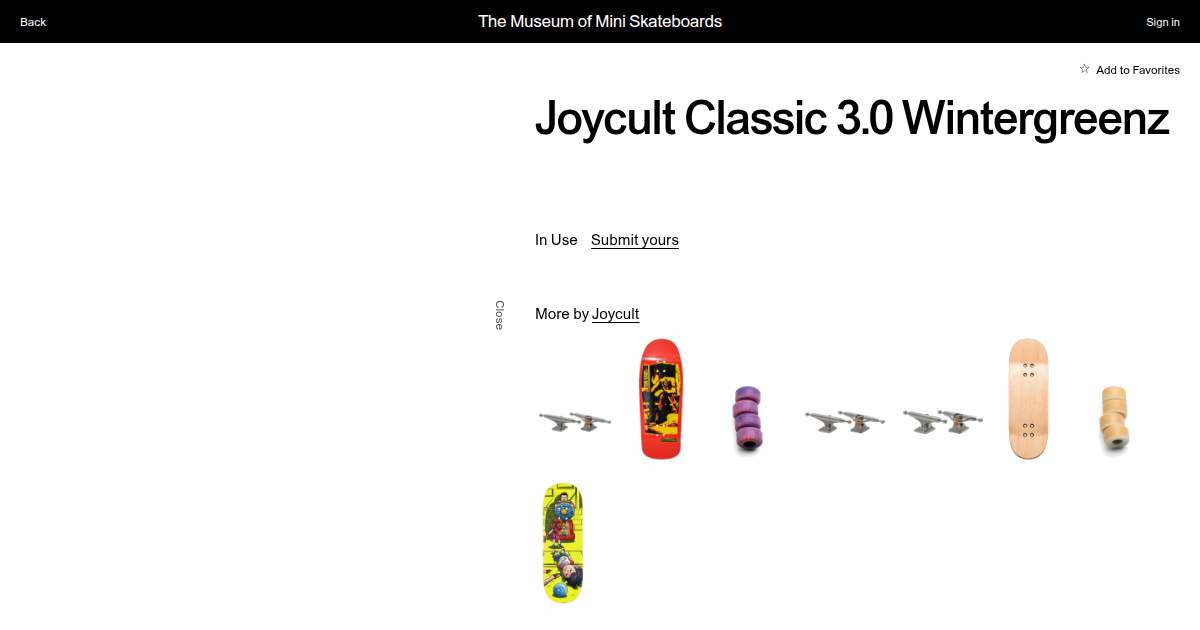 Back
The Museum of Mini Skateboards
Sign in
☆ Add to Favorites
Joycult Classic 3.0 Wintergreenz
In Use Submit yours
Close
More by Joycult